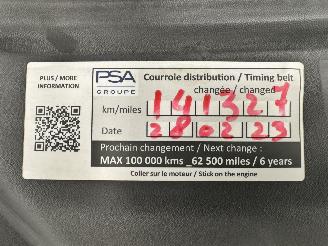 PLUS / MORE
INFORMATION
PSA
GROUPE
Courroie distribution / Timing belt
changée / changed
km/miles 141327
Date 28.02.23
Prochain changement / Next change :
MAX 100 000 kms _62 500 miles / 6 years
Coller sur le moteur / Stick on the engine